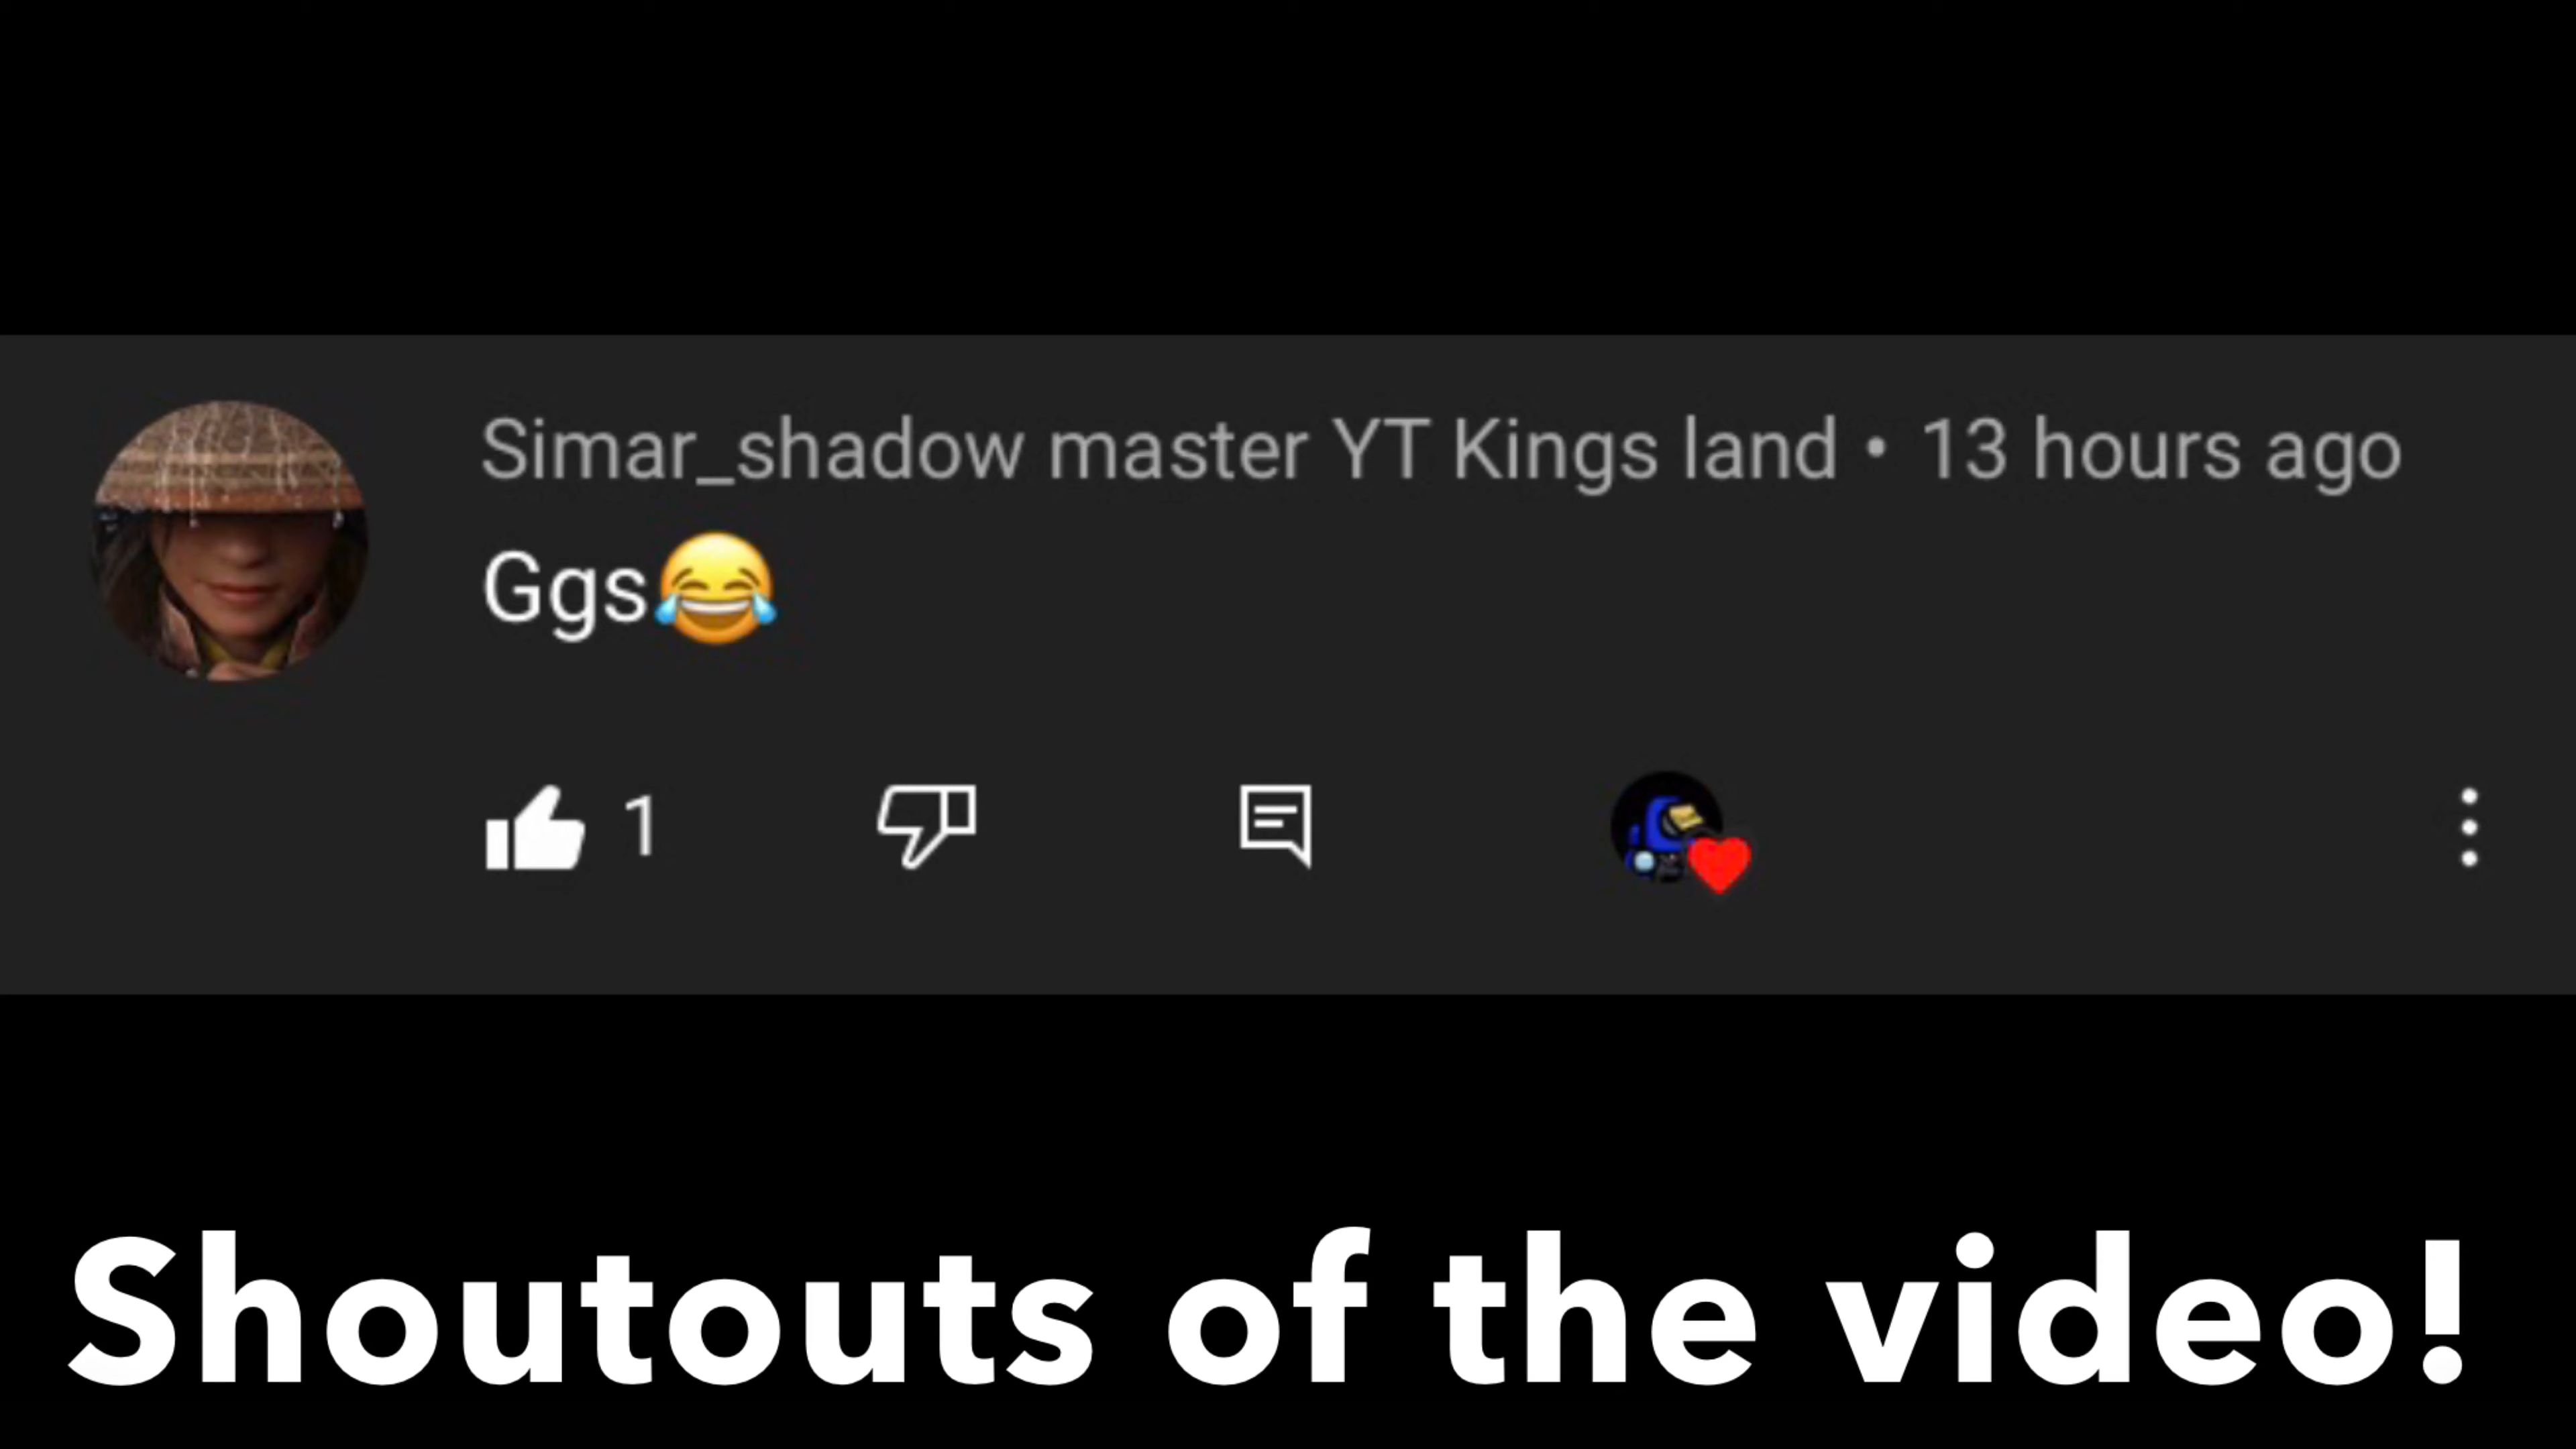 Simar_shadow master YT Kings land • 13 hours ago
Ggs😂
1
Shoutouts of the video!